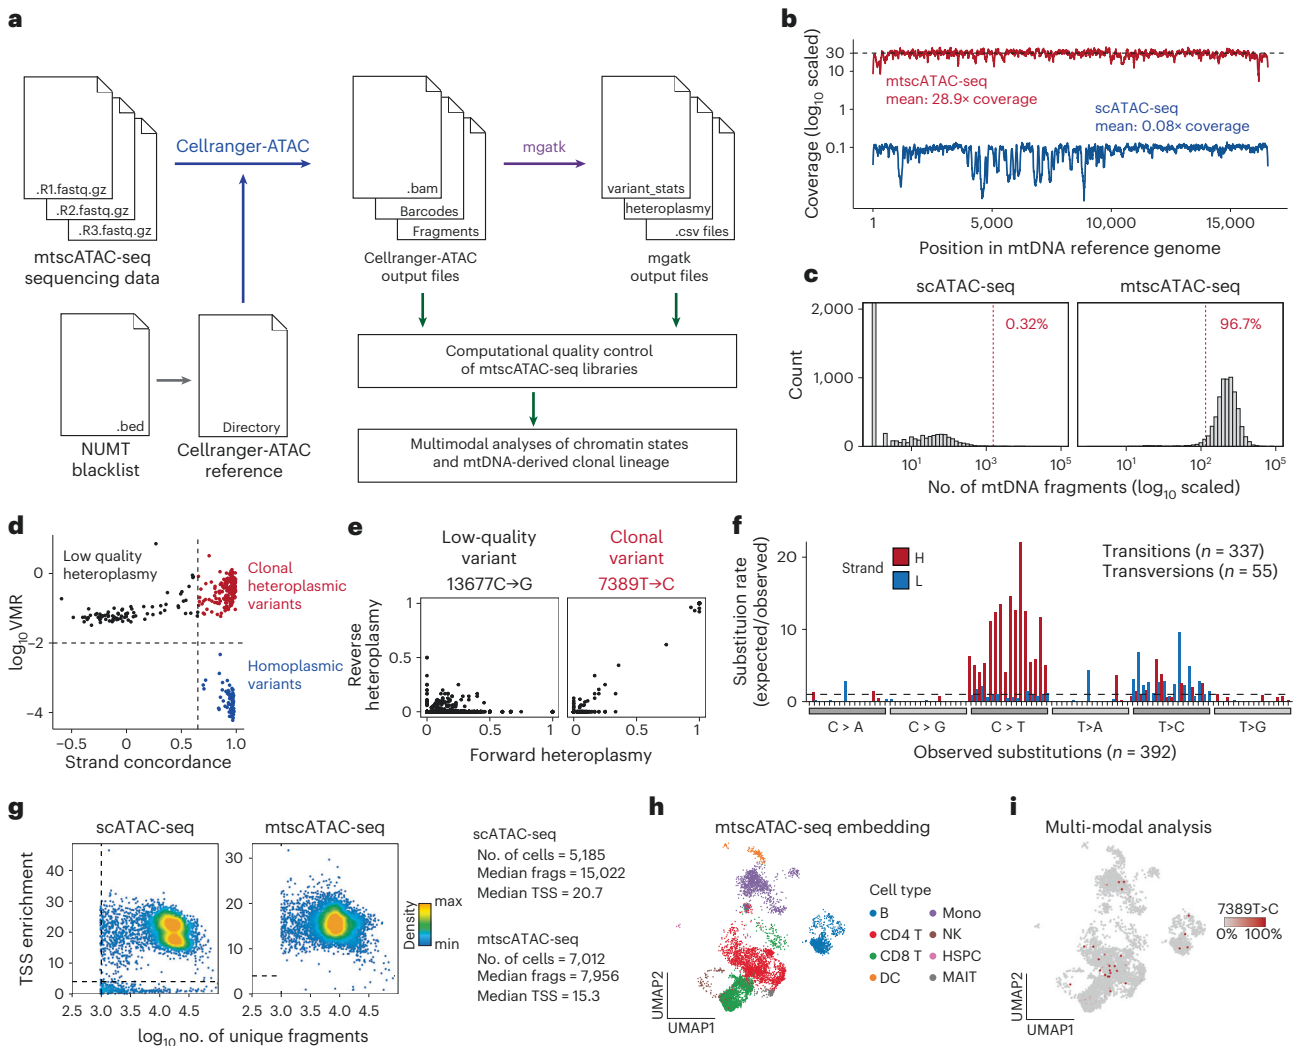 a
.R1.fastq.gz
.R2.fastq.gz
.R3.fastq.gz
mtscATAC-seq
sequencing data
Cellranger-ATAC
.bam
Barcodes
Fragments
Cellranger-ATAC
output files
mgatk
variant_stats
heteroplasmy
.csv files
mgatk
output files
.bed
NUMT
blacklist
Directory
Cellranger-ATAC
reference
Computational quality control
of mtscATAC-seq libraries
Multimodal analyses of chromatin states
and mtDNA-derived clonal lineage
b
Coverage (log10 scaled)
30
10
1
0.1
mtscATAC-seq
mean: 28.9× coverage
scATAC-seq
mean: 0.08× coverage
1 5,000 10,000 15,000
Position in mtDNA reference genome
c
scATAC-seq mtscATAC-seq
Count
2,000
1,000
0
0.32%
96.7%
10^1 10^3 10^5 10^1 10^2 10^5
No. of mtDNA fragments (log10 scaled)
d
log10 VMR
0
−2
−4
Low quality
heteroplasmy
Clonal
heteroplasmic
variants
Homoplasmic
variants
−0.5 0 0.5 1.0
Strand concordance
e
Low-quality
variant
13677C→G
Clonal
variant
7389T→C
Reverse
heteroplasmy
1
0.5
0
0 0.5 1 0 0.5 1
Forward heteroplasmy
f
Substituion rate
(expected/observed)
20
10
0
Strand
H
L
Transitions (n = 337)
Transversions (n = 55)
C > A C > G C > T T>A T>C T>G
Observed substitutions (n = 392)
g
scATAC-seq mtscATAC-seq
TSS enrichment
40
30
20
10
0
30
20
10
0
2.5 3.0 3.5 4.0 4.5 2.5 3.0 3.5 4.0 4.5
log10 no. of unique fragments
Density
max
min
scATAC-seq
No. of cells = 5,185
Median frags = 15,022
Median TSS = 20.7
mtscATAC-seq
No. of cells = 7,012
Median frags = 7,956
Median TSS = 15.3
h
mtscATAC-seq embedding
UMAP2
UMAP1
Cell type
B
CD4 T
CD8 T
DC
Mono
NK
HSPC
MAIT
i
Multi-modal analysis
7389T>C
0% 100%
UMAP2
UMAP1